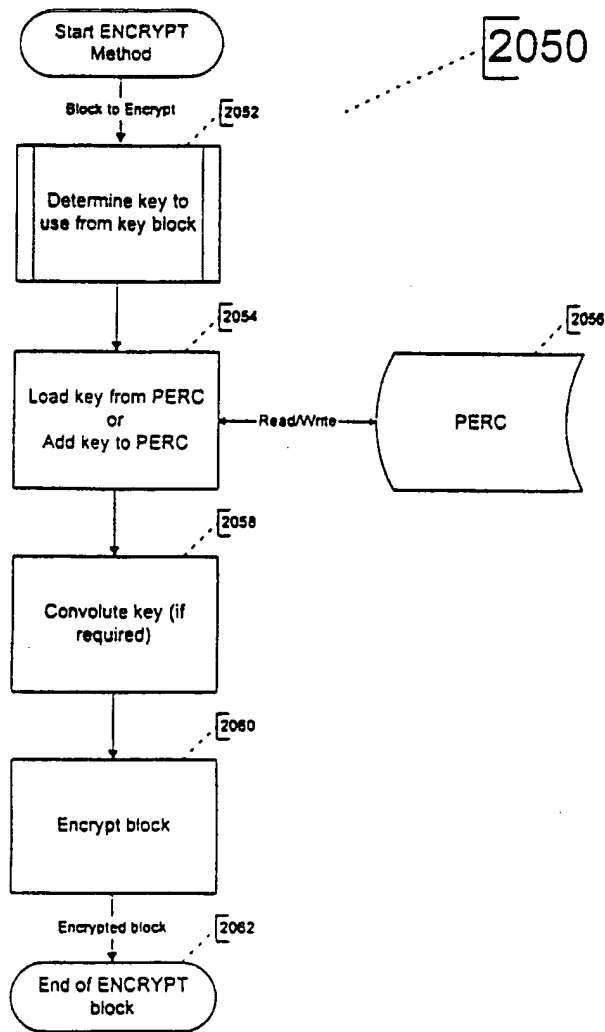 Start ENCRYPT
Method
2050
Block to Encrypt
2052
Determine key to
use from key block
2054
2056
Load key from PERC
or
Add key to PERC
Read/Write
PERC
2058
Convolute key (if
required)
2060
Encrypt block
Encrypted block
2062
End of ENCRYPT
block